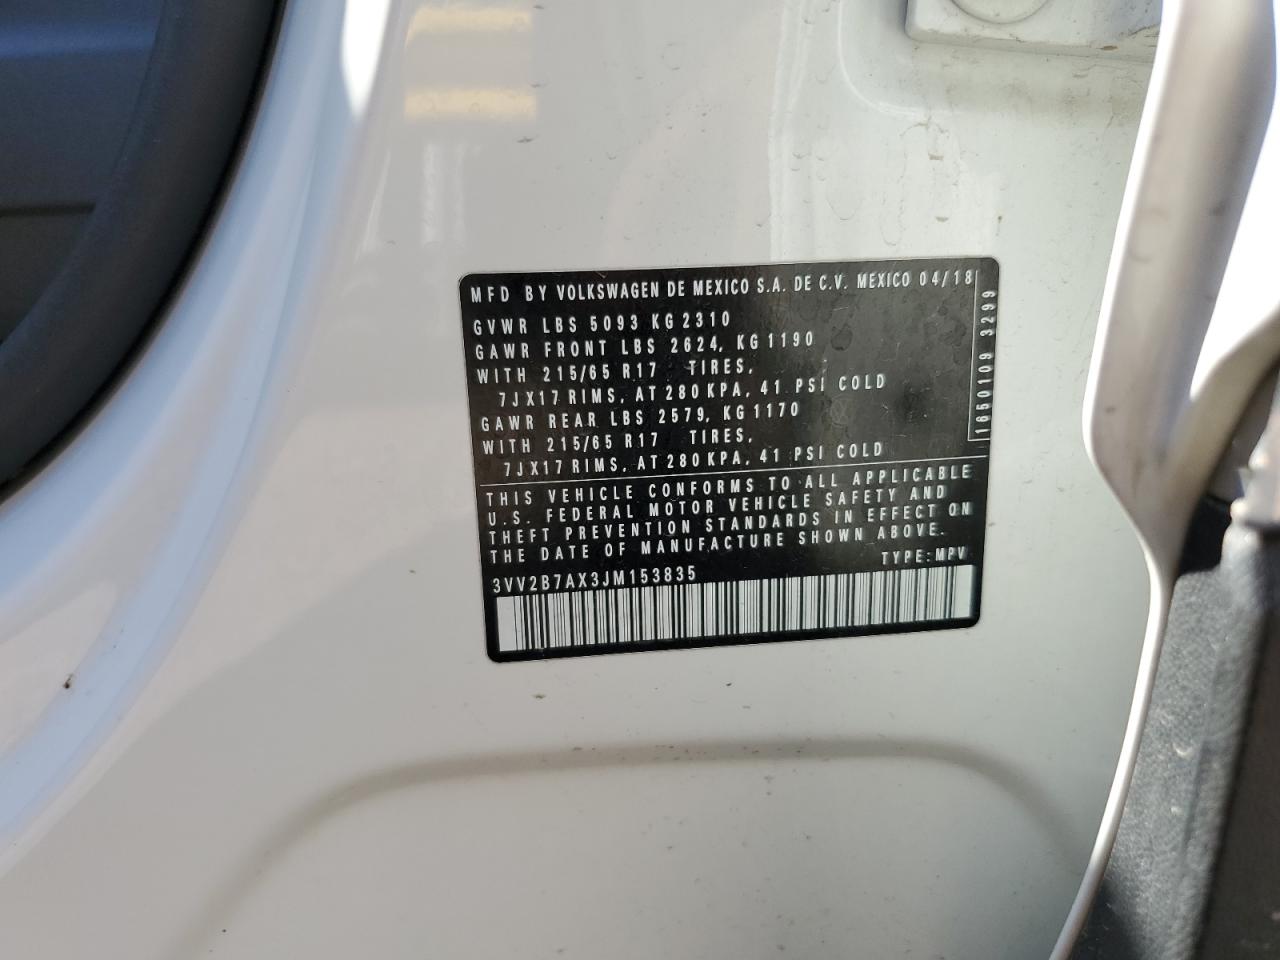 MFD BY VOLKSWAGEN DE MEXICO S.A. DE C.V. MEXICO 04/18
GVWR LBS 5093 KG 2310
GAWR FRONT LBS 2624, KG 1190
WITH 215/65 R17 TIRES,
7JX17 RIMS, AT 280 KPA, 41 PSI COLD
GAWR REAR LBS 2579, KG 1170
WITH 215/65 R17 TIRES,
7JX17 RIMS, AT 280 KPA, 41 PSI COLD
1650109 3299
THIS VEHICLE CONFORMS TO ALL APPLICABLE
U.S. FEDERAL MOTOR VEHICLE SAFETY AND
THEFT PREVENTION STANDARDS IN EFFECT ON
THE DATE OF MANUFACTURE SHOWN ABOVE.
TYPE: MPV
3VV2B7AX3JM153835